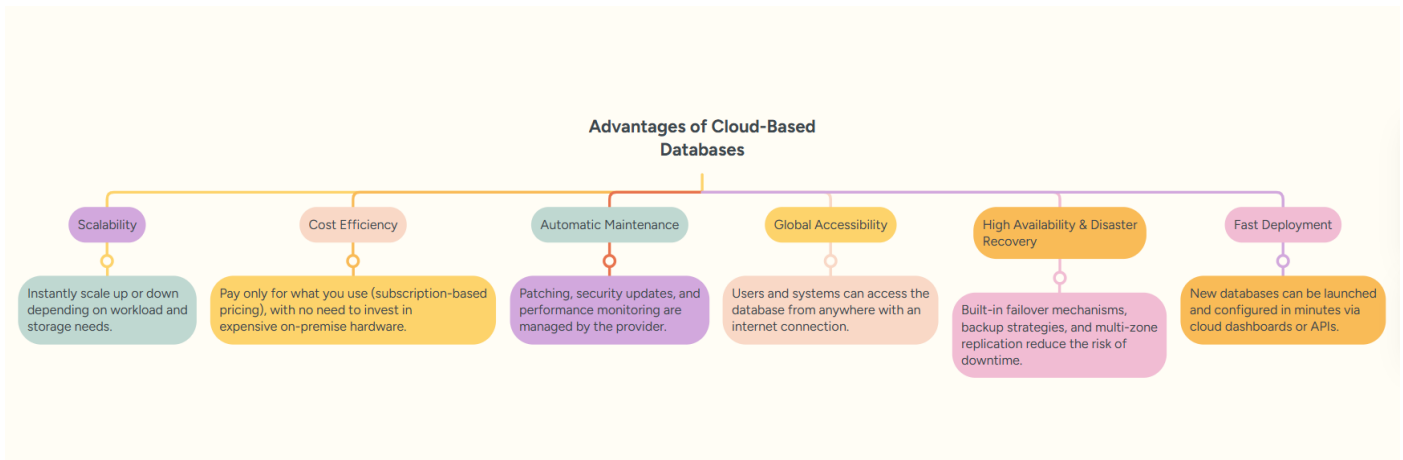 Advantages of Cloud-Based
Databases
Scalability
Instantly scale up or down
depending on workload and
storage needs.
Cost Efficiency
Pay only for what you use (subscription-based
pricing), with no need to invest in
expensive on-premise hardware.
Automatic Maintenance
Patching, security updates, and
performance monitoring are
managed by the provider.
Global Accessibility
Users and systems can access the
database from anywhere with an
internet connection.
High Availability & Disaster
Recovery
Built-in failover mechanisms,
backup strategies, and multi-zone
replication reduce the risk of
downtime.
Fast Deployment
New databases can be launched
and configured in minutes via
cloud dashboards or APIs.